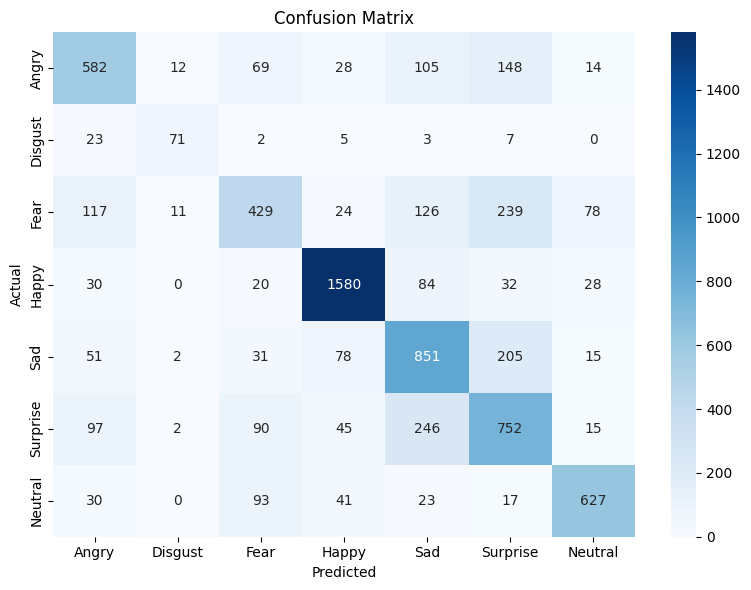 Confusion Matrix
Actual
Angry 582 12 69 28 105 148 14
Disgust 23 71 2 5 3 7 0
Fear 117 11 429 24 126 239 78
Happy 30 0 20 1580 84 32 28
Sad 51 2 31 78 851 205 15
Surprise 97 2 90 45 246 752 15
Neutral 30 0 93 41 23 17 627
Angry Disgust Fear Happy Sad Surprise Neutral
Predicted
1400
1200
1000
800
600
400
200
0